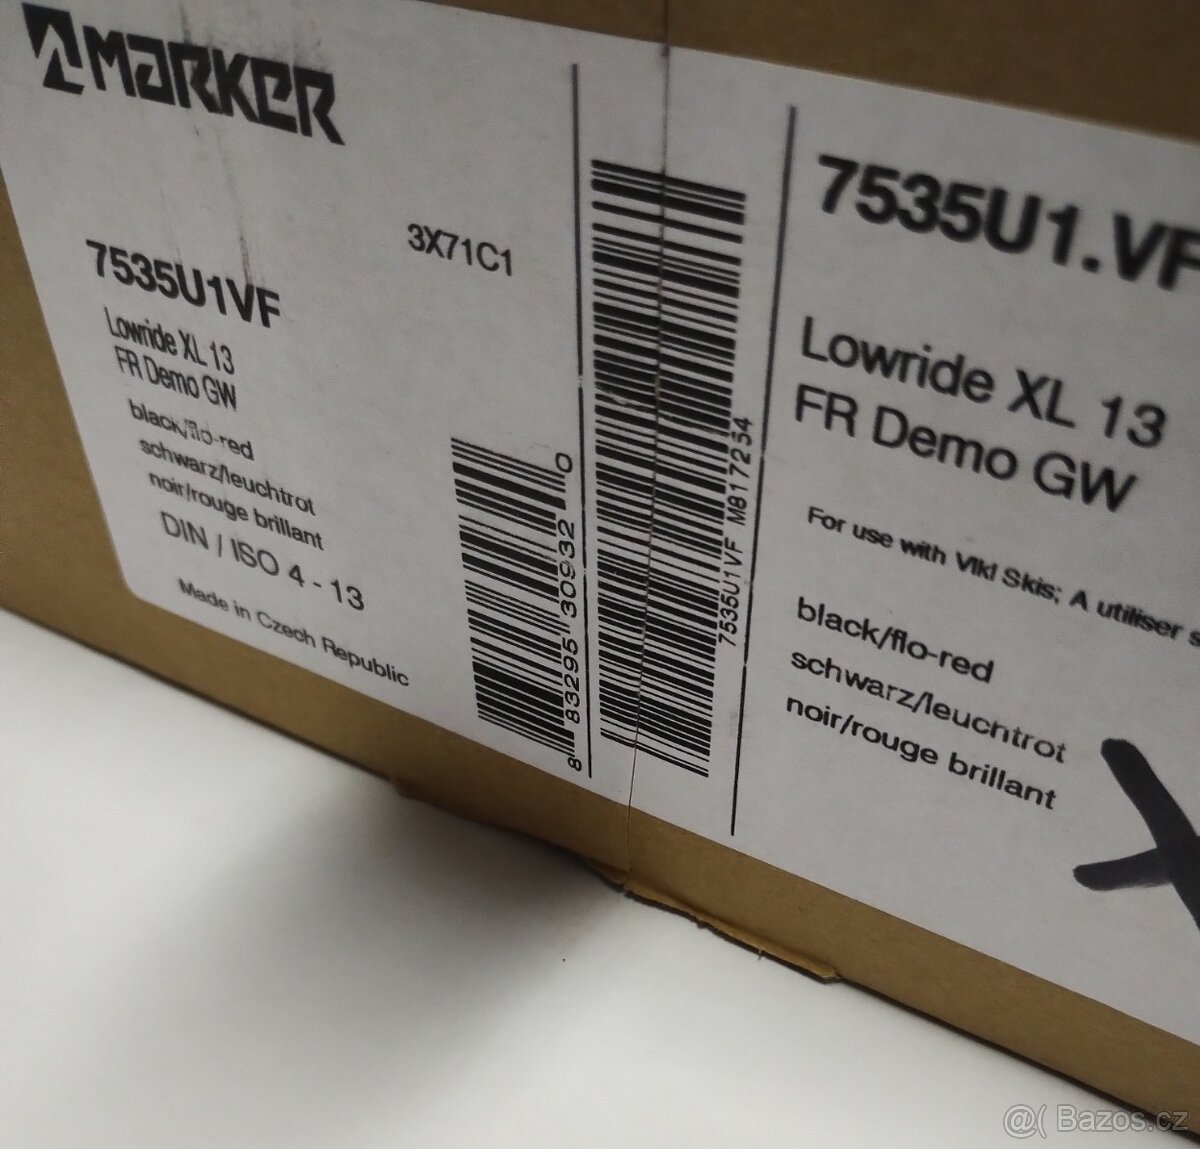 MARKER
3X71C1
7535U1VF
Lowride XL 13
FR Demo GW
black/flo-red
schwarz/leuchtrot
noir/rouge brillant
DIN / ISO 4 - 13
Made in Czech Republic
8 83295 30932 0
7535U1VF M817254
7535U1.VF
Lowride XL 13
FR Demo GW
For use with Vlkl Skis; A utiliser
black/flo-red
schwarz/leuchtrot
noir/rouge brillant
X
@( Bazos.cz